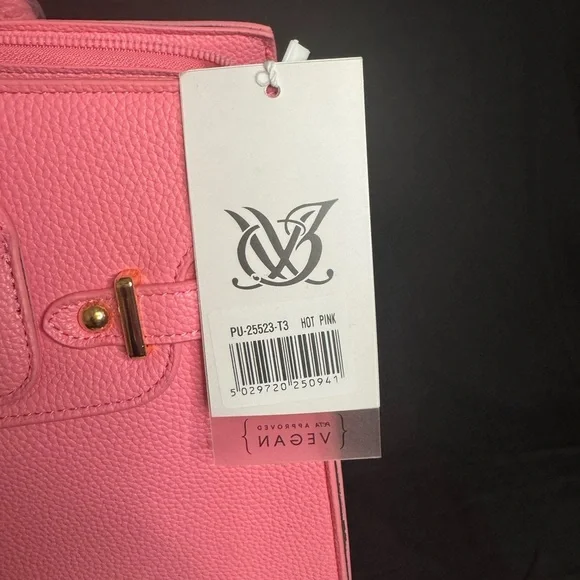 PU-25523-T3 HOT PINK
5 029720 250941
PETA APPROVED
{VEGAN}